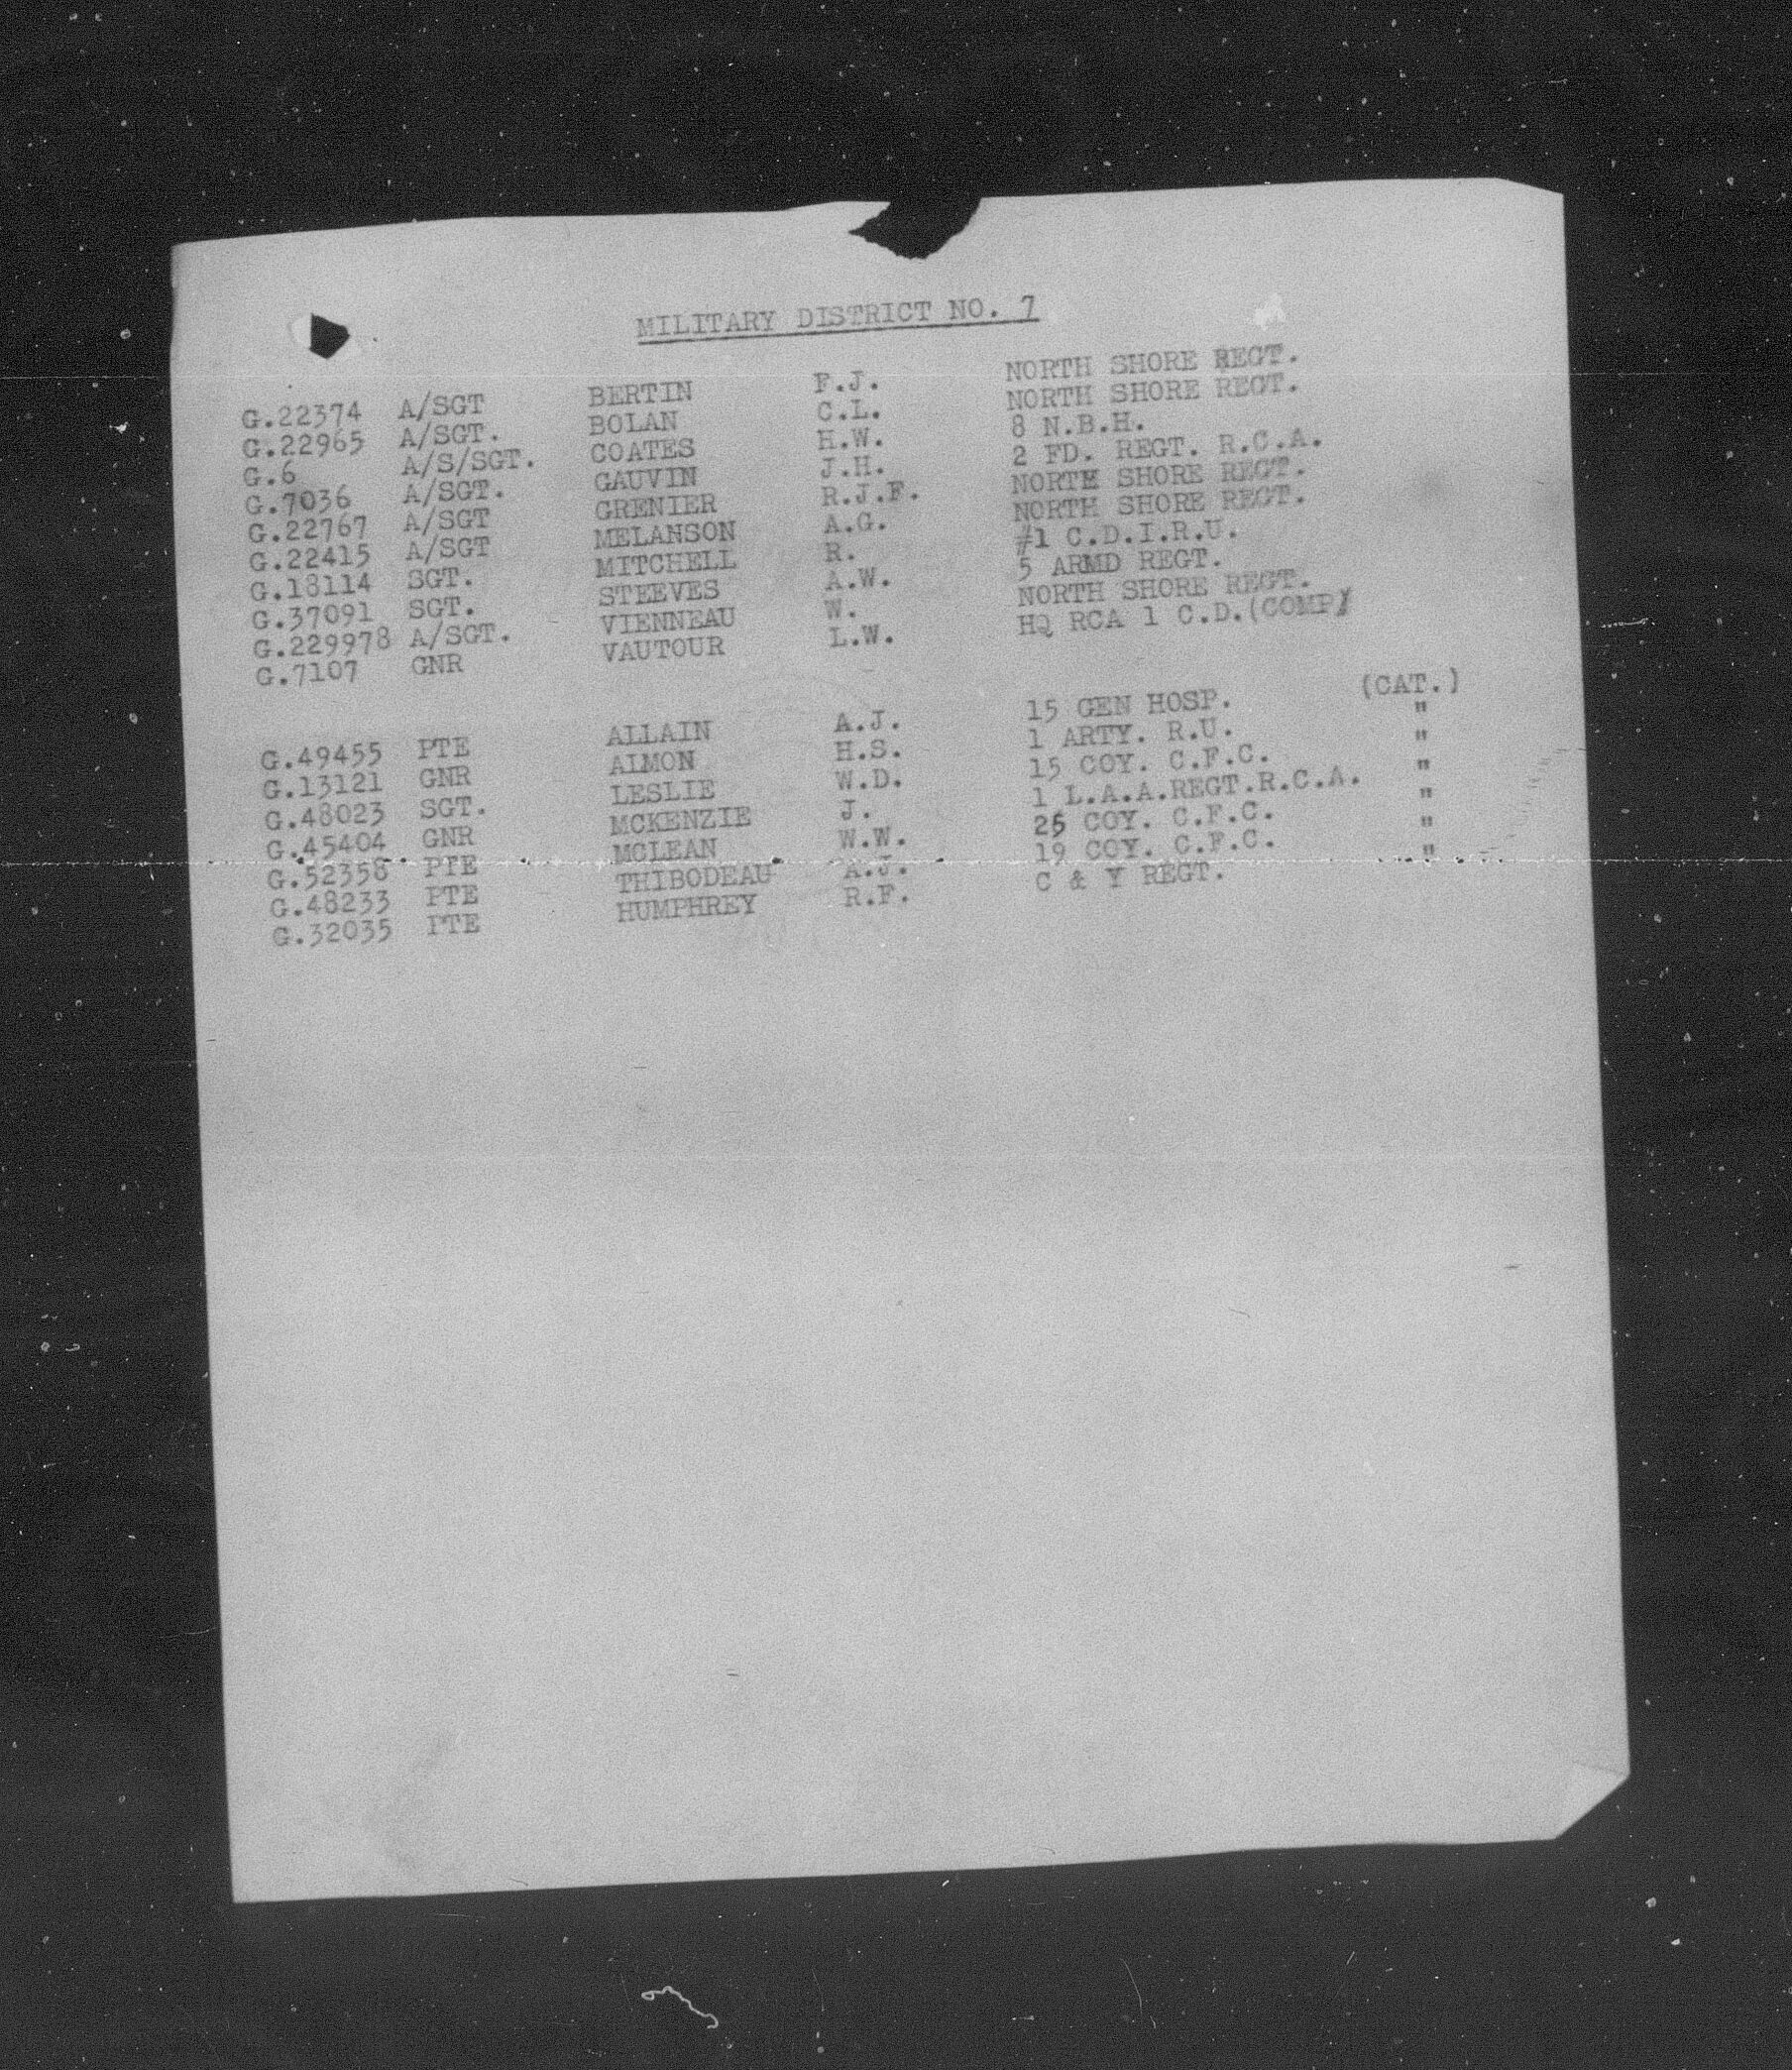 MILITARY DISTRICT NO. 7
G.22374 A/SGT BERTIN F.J. NORTH SHORE REGT.
G.22965 A/SGT. BOLAN C.L. NORTH SHORE REGT.
G.6 A/S/SGT. COATES H.W. 8 N.B.H.
G.7036 A/SGT. GAUVIN J.H. 2 FD. REGT. R.C.A.
G.22767 A/SGT GRENIER R.J.F. NORTH SHORE REGT.
G.22415 A/SGT MELANSON A.G. NORTH SHORE REGT.
G.18114 SGT. MITCHELL R. #1 C.D.I.R.U.
G.37091 SGT. STEEVES A.W. 5 ARMD REGT.
G.229978 A/SGT. VIENNEAU W. NORTH SHORE REGT.
G.7107 GNR VAUTOUR L.W. HQ RCA 1 C.D.(COMP)
G.49455 PTE ALLAIN A.J. 15 GEN HOSP. (CAT.)
G.13121 GNR AIMON H.S. 1 ARTY. R.U. "
G.48023 SGT. LESLIE W.D. 15 COY. C.F.C. "
G.45404 GNR MCKENZIE J. 1 L.A.A.REGT.R.C.A. "
G.52358 PTE MCLEAN W.W. 25 COY. C.F.C. "
G.48233 PTE THIBODEAU A.J. 19 COY. C.F.C. "
G.32035 PTE HUMPHREY R.F. C & Y REGT. "